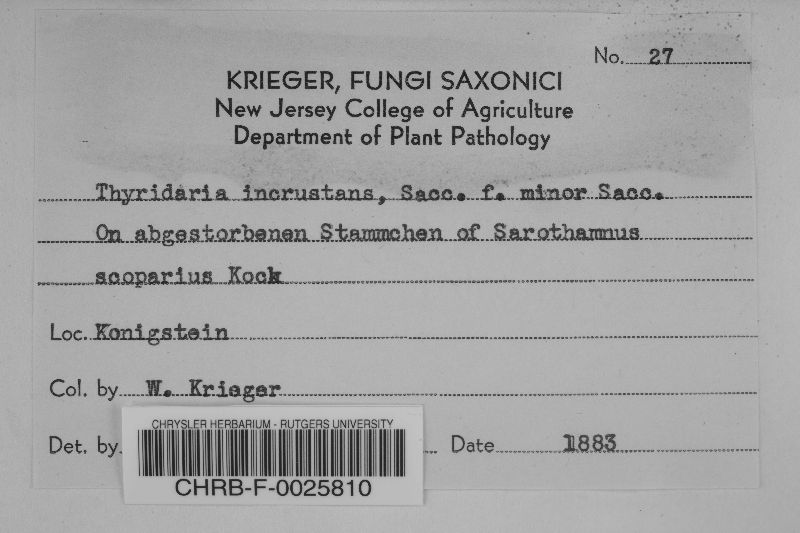 No. 27
KRIEGER, FUNGI SAXONICI
New Jersey College of Agriculture
Department of Plant Pathology
Thyridaria incrustans, Sacc. f. minor Sacc.
On abgestorbenen Stammchen of Sarothamnus
scoparius Kock
Loc. Konigstein
Col. by W. Krieger
Det. by
Date 1883
CHRYSLER HERBARIUM - RUTGERS UNIVERSITY
CHRB-F-0025810